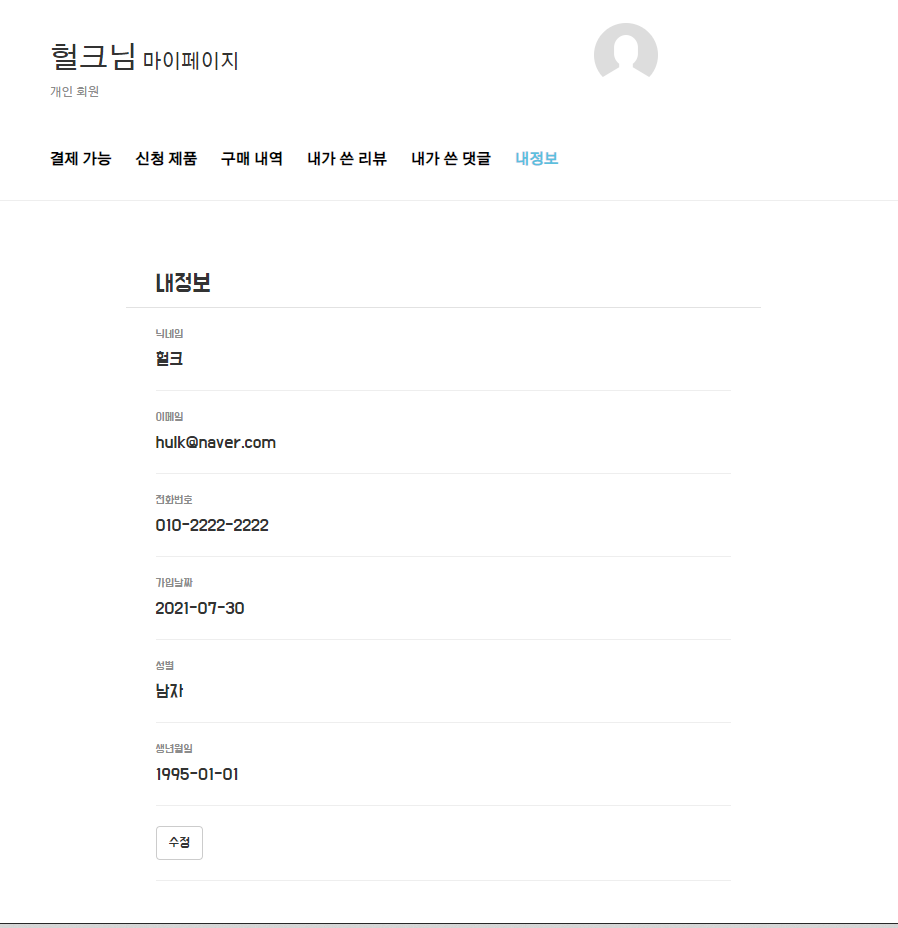 헐크님 마이페이지
개인 회원
결제 가능 신청 제품 구매 내역 내가 쓴 리뷰 내가 쓴 댓글 내정보
내정보
닉네임
헐크
이메일
hulk@naver.com
전화번호
010-2222-2222
가입날짜
2021-07-30
성별
남자
생년월일
1995-01-01
수정